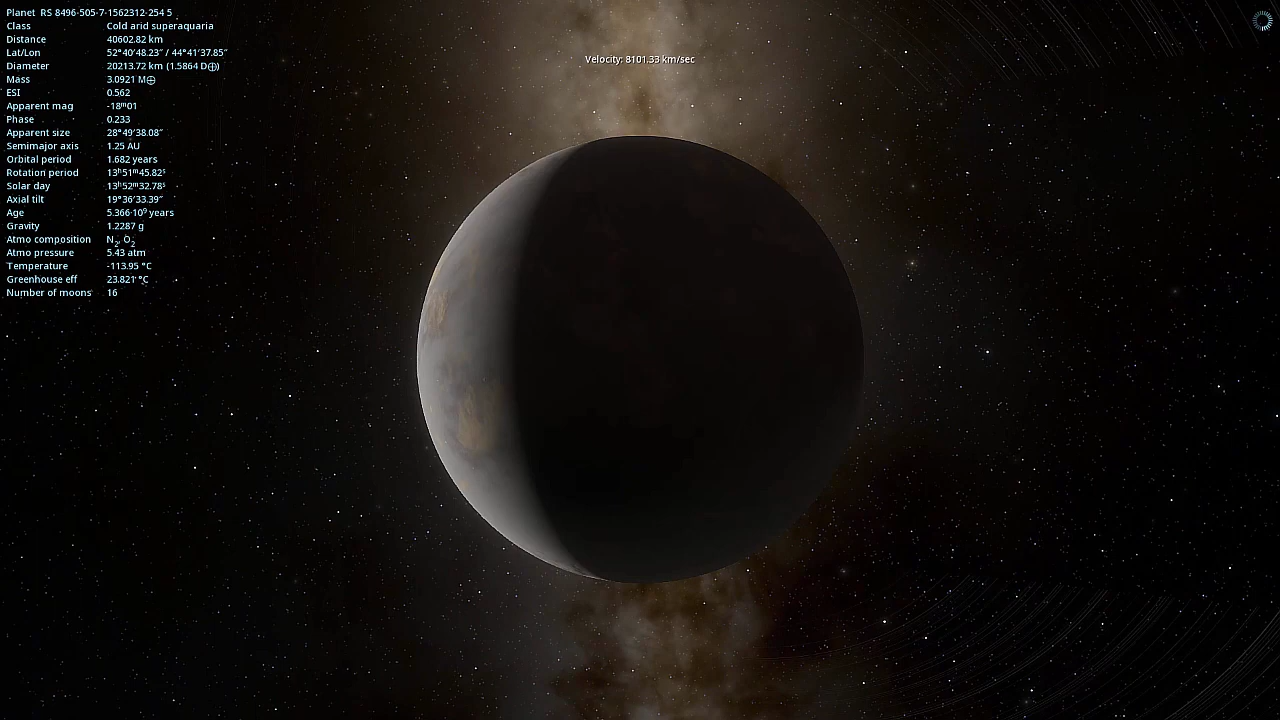 Planet RS 8496-505-7-1562312-254 5
Class Cold arid superaquaria
Distance 40602.82 km
Lat/Lon 52°40′48.23″ / 44°41′37.85″
Diameter 20213.72 km (1.5864 D⊕)
Mass 3.0921 M⊕
ESI 0.562
Apparent mag -18ᵐ01
Phase 0.233
Apparent size 28°49′38.08″
Semimajor axis 1.25 AU
Orbital period 1.682 years
Rotation period 13ʰ51ᵐ45.82ˢ
Solar day 13ʰ52ᵐ32.78ˢ
Axial tilt 19°36′33.39″
Age 5.366·10⁹ years
Gravity 1.2287 g
Atmo composition N₂, O₂
Atmo pressure 5.43 atm
Temperature -113.95 °C
Greenhouse eff 23.821 °C
Number of moons 16
Velocity: 8101.33 km/sec